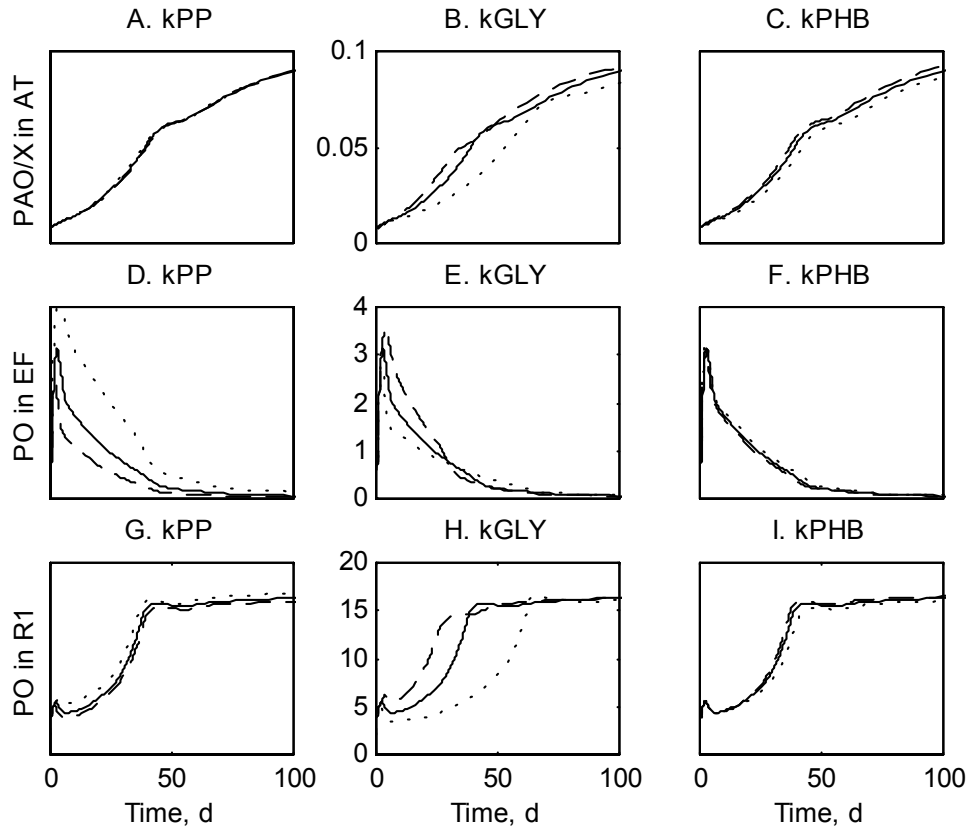 A. kPP
B. kGLY
C. kPHB
PAO/X in AT
0.1
0.05
0
D. kPP
E. kGLY
F. kPHB
PO in EF
4
3
2
1
0
G. kPP
H. kGLY
I. kPHB
PO in R1
20
15
10
5
0
0 50 100
0 50 100
0 50 100
Time, d
Time, d
Time, d